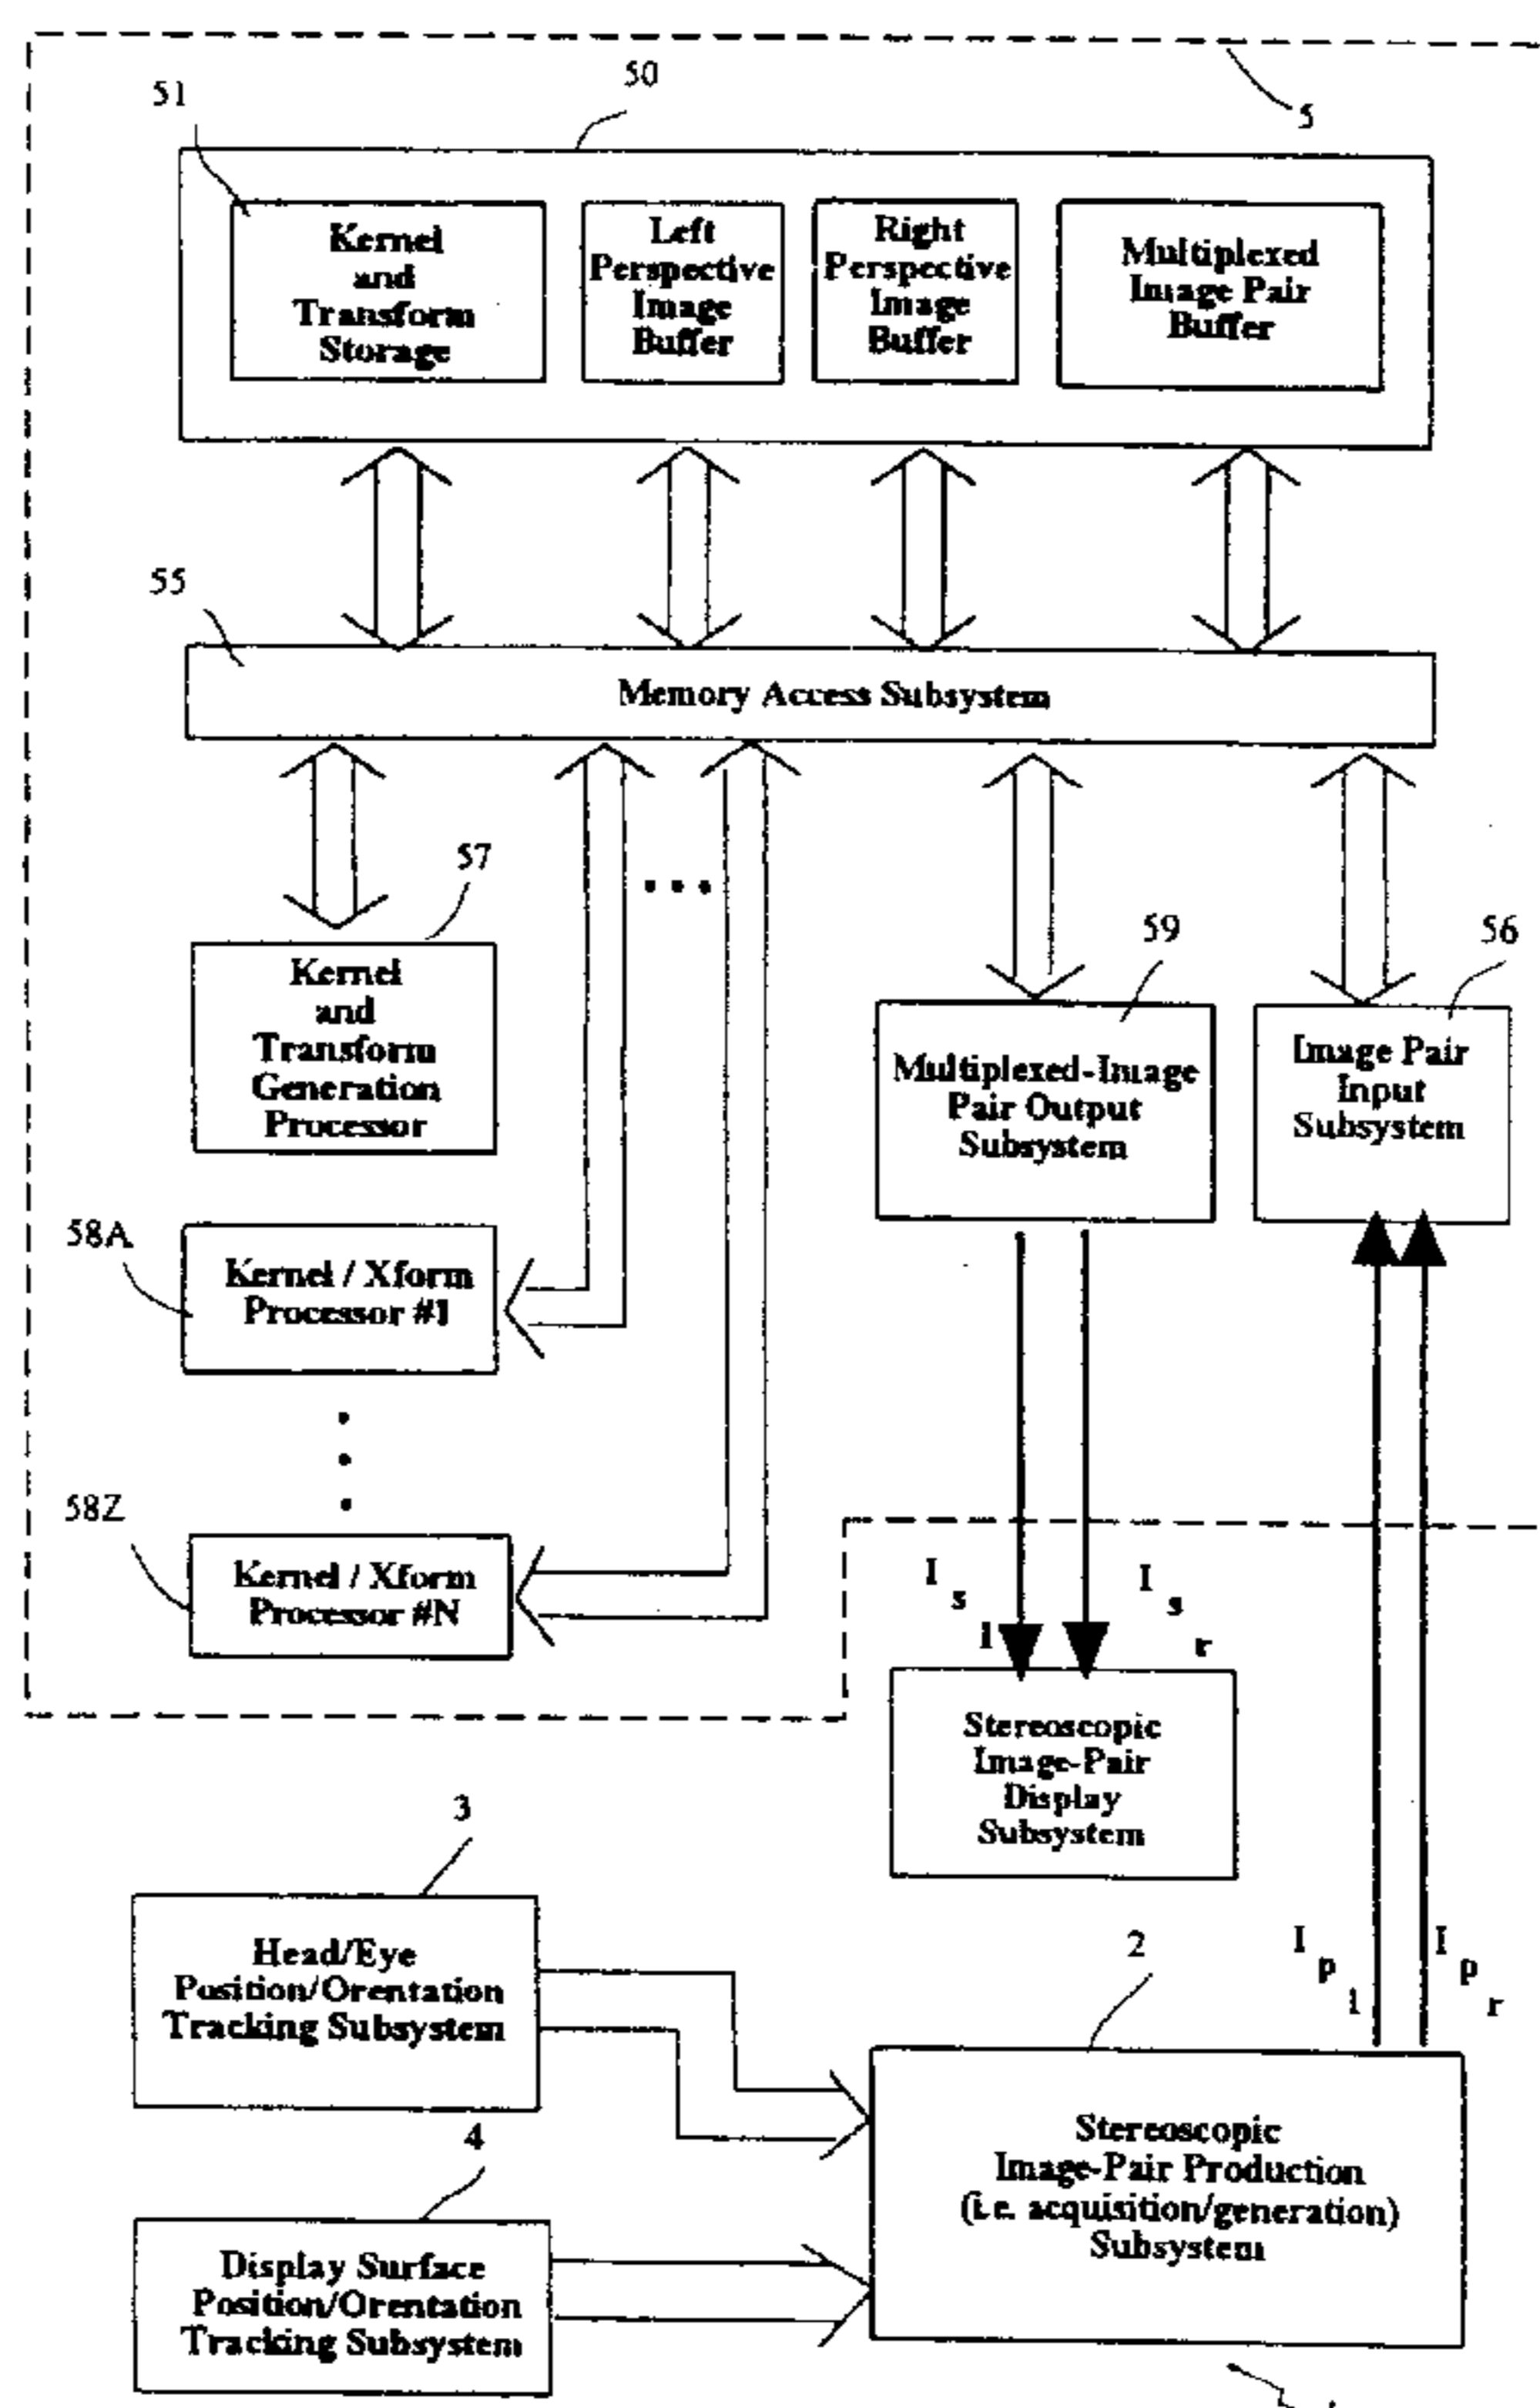 51
50
5
Kernel
and
Transform
Storage
Left
Perspective
Image
Buffer
Right
Perspective
Image
Buffer
Multiplexed
Image Pair
Buffer
55
Memory Access Subsystem
57
Kernel
and
Transform
Generation
Processor
59
Multiplexed-Image
Pair Output
Subsystem
56
Image Pair
Input
Subsystem
58A
Kernel / Xform
Processor #1
58Z
Kernel / Xform
Processor #N
I s l
I s r
Stereoscopic
Image-Pair
Display
Subsystem
3
Head/Eye
Position/Orentation
Tracking Subsystem
I p l
I p r
2
Stereoscopic
Image-Pair Production
(i.e. acquisition/generation)
Subsystem
4
Display Surface
Position/Orentation
Tracking Subsystem